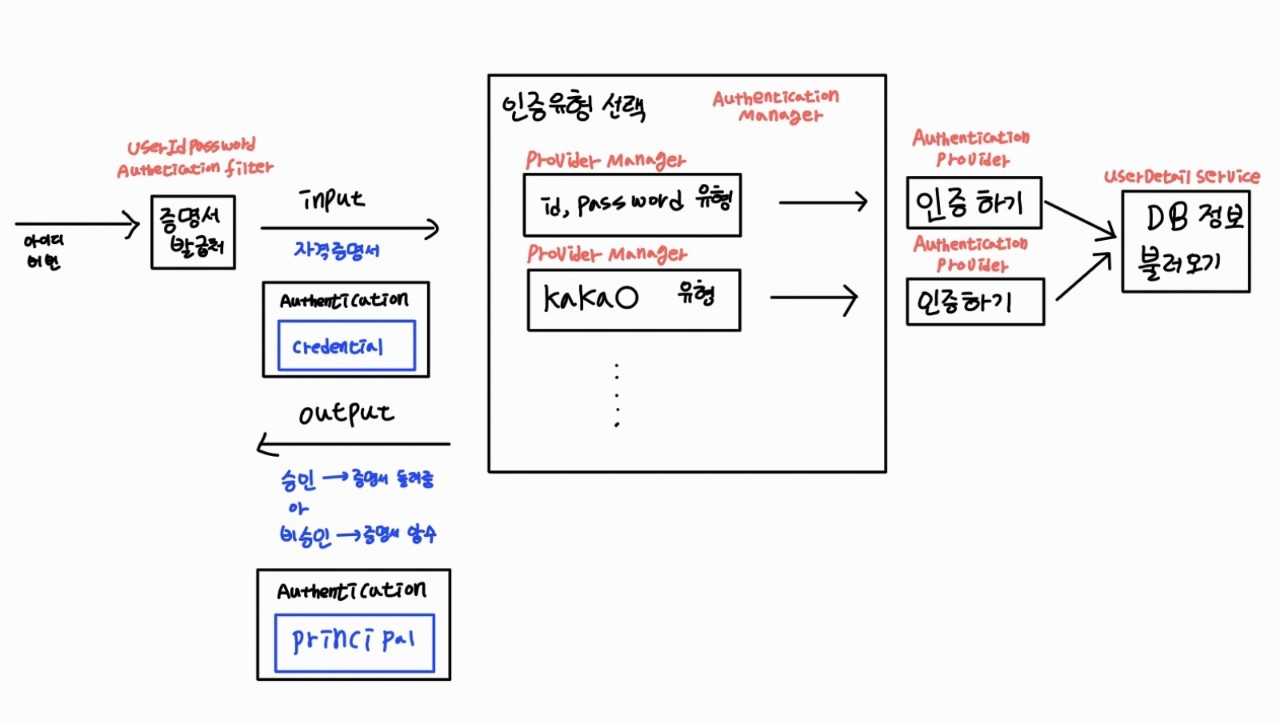 아이디
비번
UserIdPassword
Authetication filter
증명서
발급처
input
자격증명서
Authentication
Credential
output
승인 → 증명서 돌려줌
아
비승인 → 증명서 압수
Authentication
principal
인증유형 선택
Authentication
Manager
Provider Manager
id, password 유형
Provider Manager
kakao 유형
Authentication
Provider
인증하기
Authentication
Provider
인증하기
UserDetail Service
DB 정보
불러오기